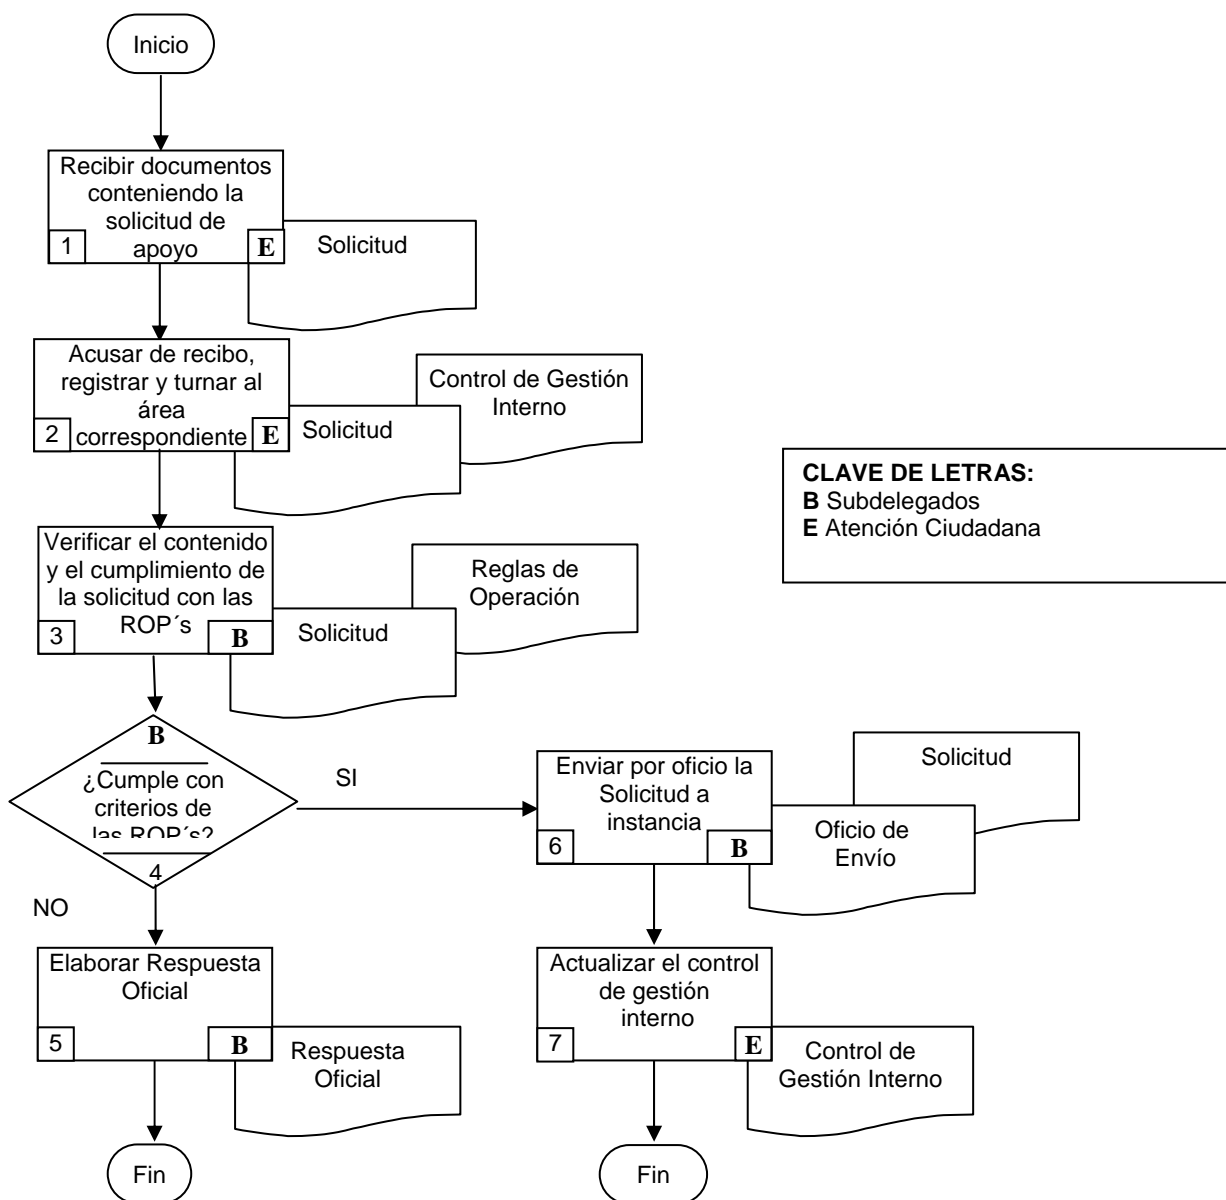 Inicio
Recibir documentos
conteniendo la
solicitud de
apoyo
1
E
Solicitud
Acusar de recibo,
registrar y turnar al
área
correspondiente
2
E
Solicitud
Control de Gestión
Interno
CLAVE DE LETRAS:
B Subdelegados
E Atención Ciudadana
Verificar el contenido
y el cumplimiento de
la solicitud con las
ROP´s
3
B
Solicitud
Reglas de
Operación
B
¿Cumple con
criterios de
las ROP´s?
4
SI
NO
Enviar por oficio la
Solicitud a
instancia
6
B
Oficio de
Envío
Solicitud
Elaborar Respuesta
Oficial
5
B
Respuesta
Oficial
Actualizar el control
de gestión
interno
7
E
Control de
Gestión Interno
Fin
Fin